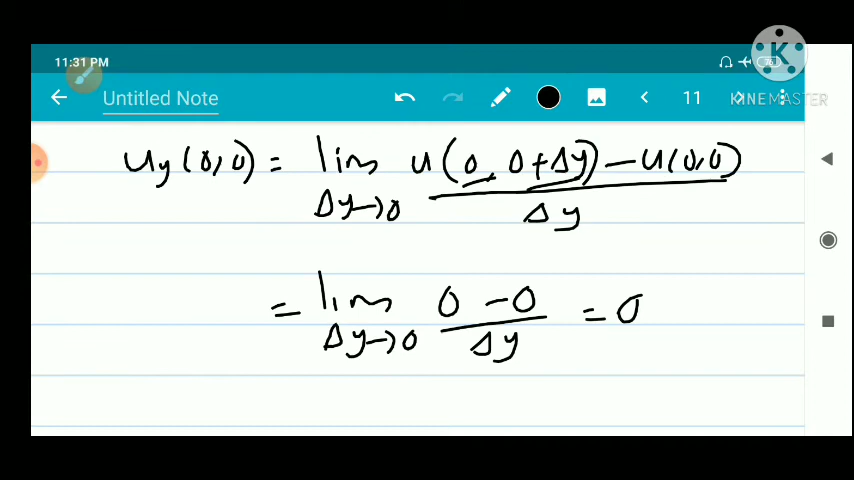 11:31 PM
76
KINEMASTER
Untitled Note
11
uy(0,0) = lim Δy→0 u(0, 0+Δy) – u(0,0) / Δy
= lim Δy→0 0 – 0 / Δy = 0